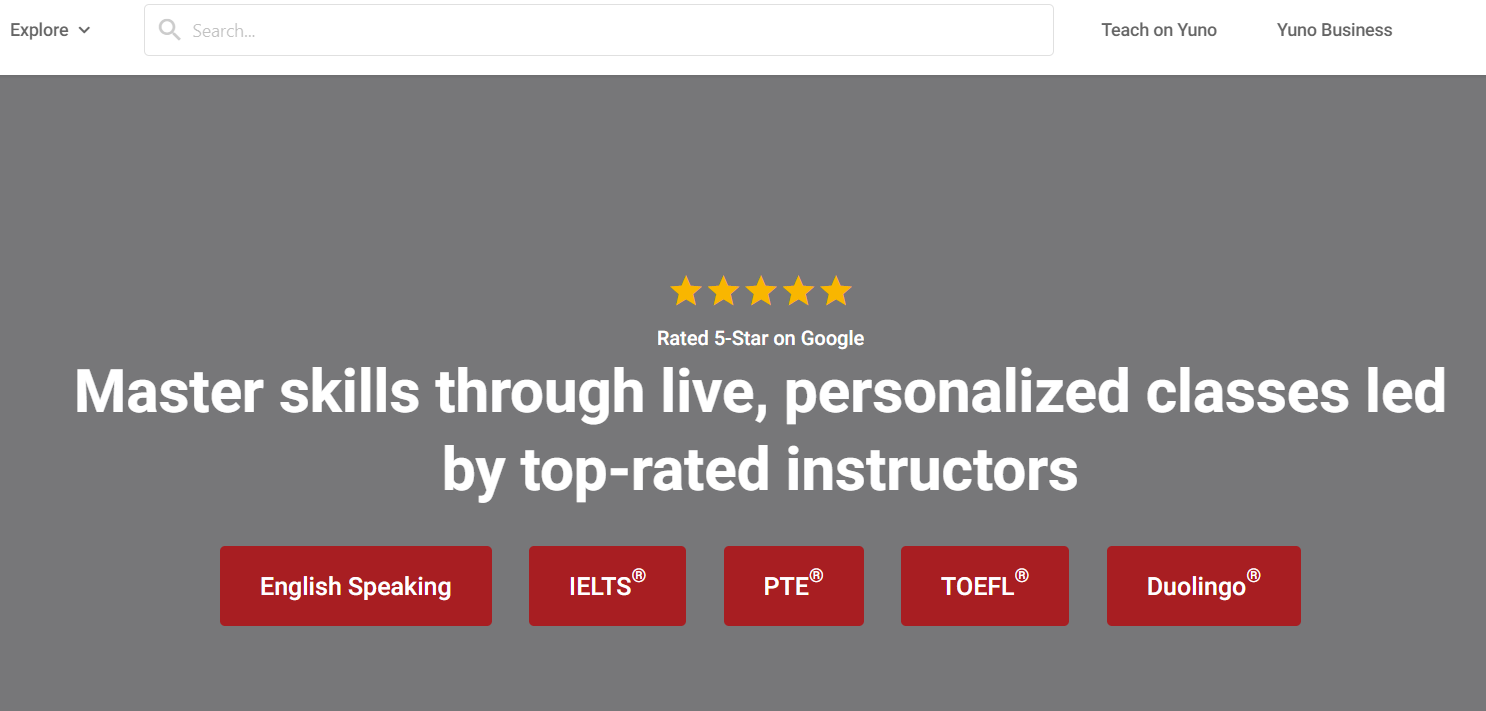 Explore
Search...
Teach on Yuno
Yuno Business
Rated 5-Star on Google
Master skills through live, personalized classes led
by top-rated instructors
English Speaking
IELTS®
PTE®
TOEFL®
Duolingo®